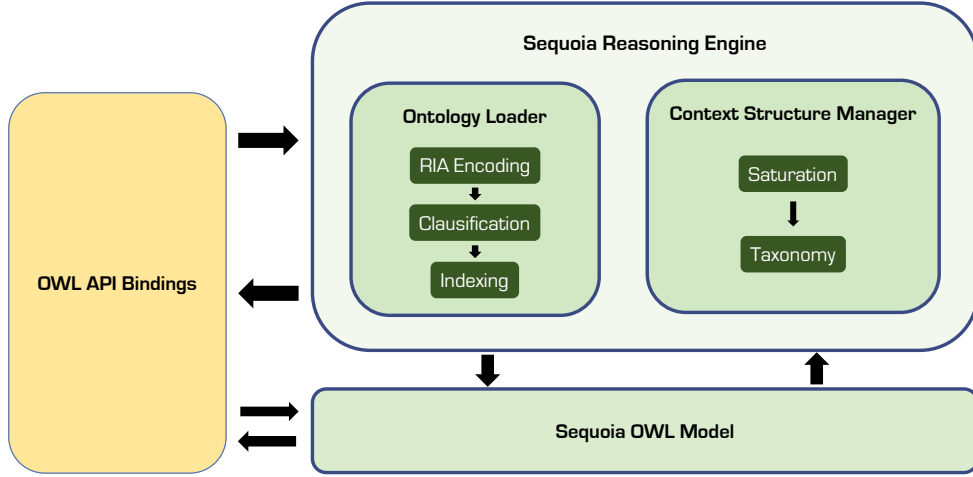 Sequoia Reasoning Engine
Ontology Loader
RIA Encoding
Clausification
Indexing
Context Structure Manager
Saturation
Taxonomy
OWL API Bindings
Sequoia OWL Model